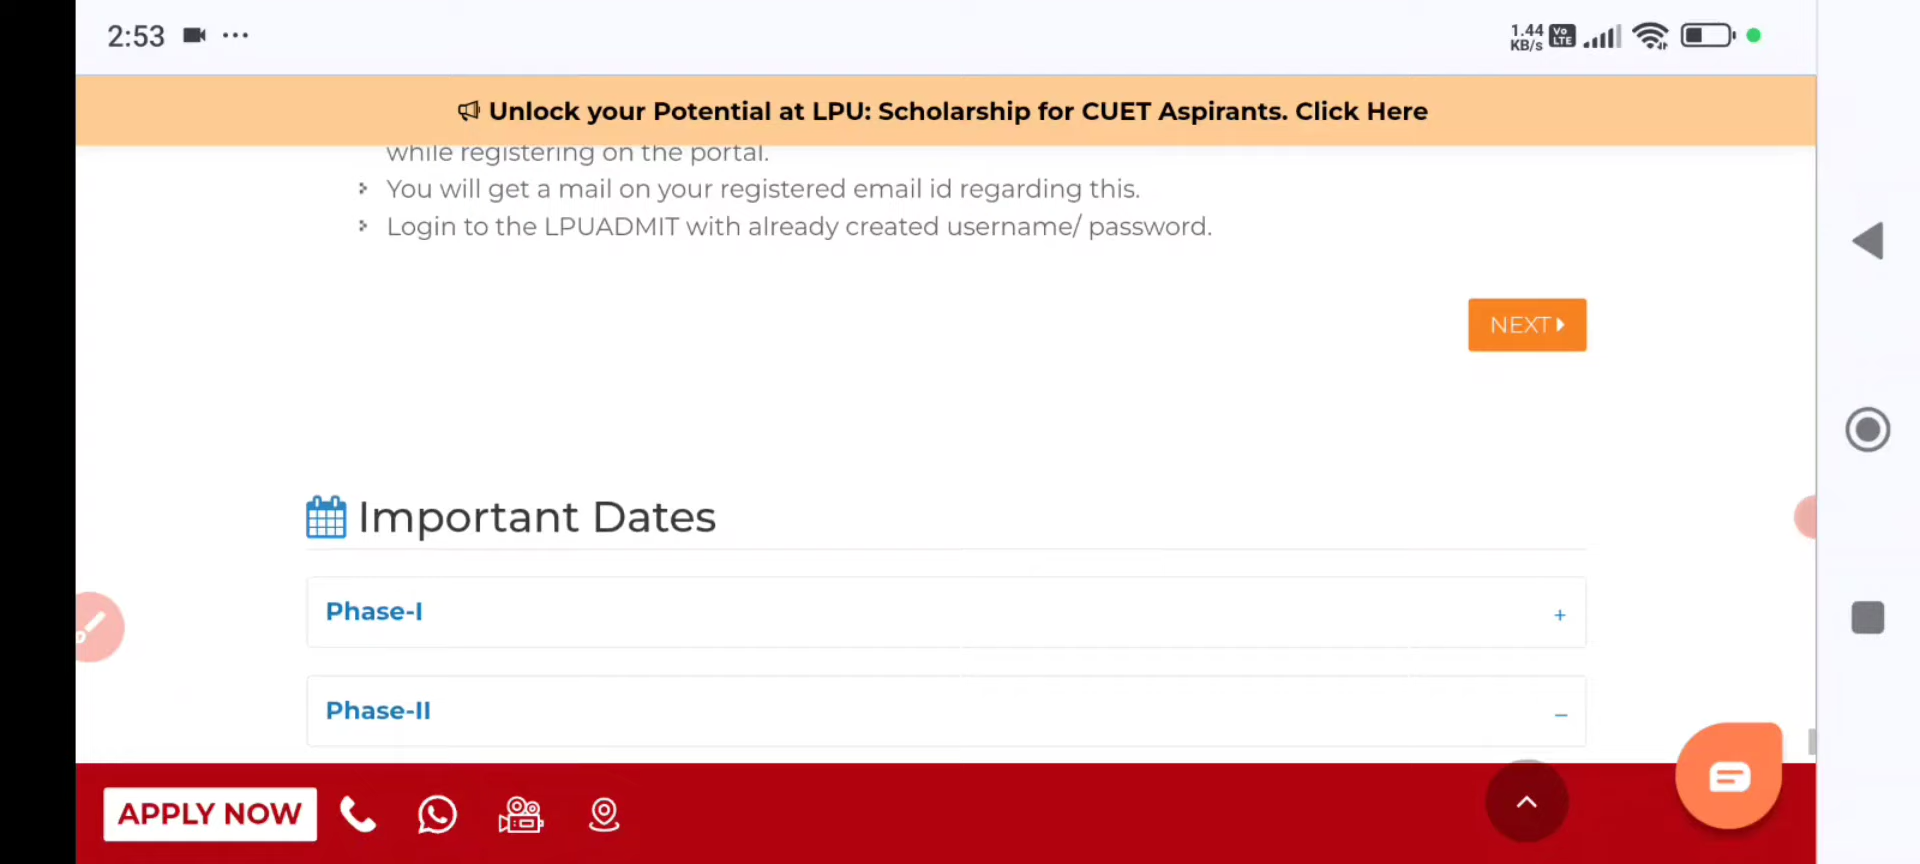 2:53
1.44
KB/s
Vo
LTE
Unlock your Potential at LPU: Scholarship for CUET Aspirants. Click Here
while registering on the portal.
You will get a mail on your registered email id regarding this.
Login to the LPUADMIT with already created username/ password.
NEXT
Important Dates
Phase-I
+
Phase-II
–
APPLY NOW